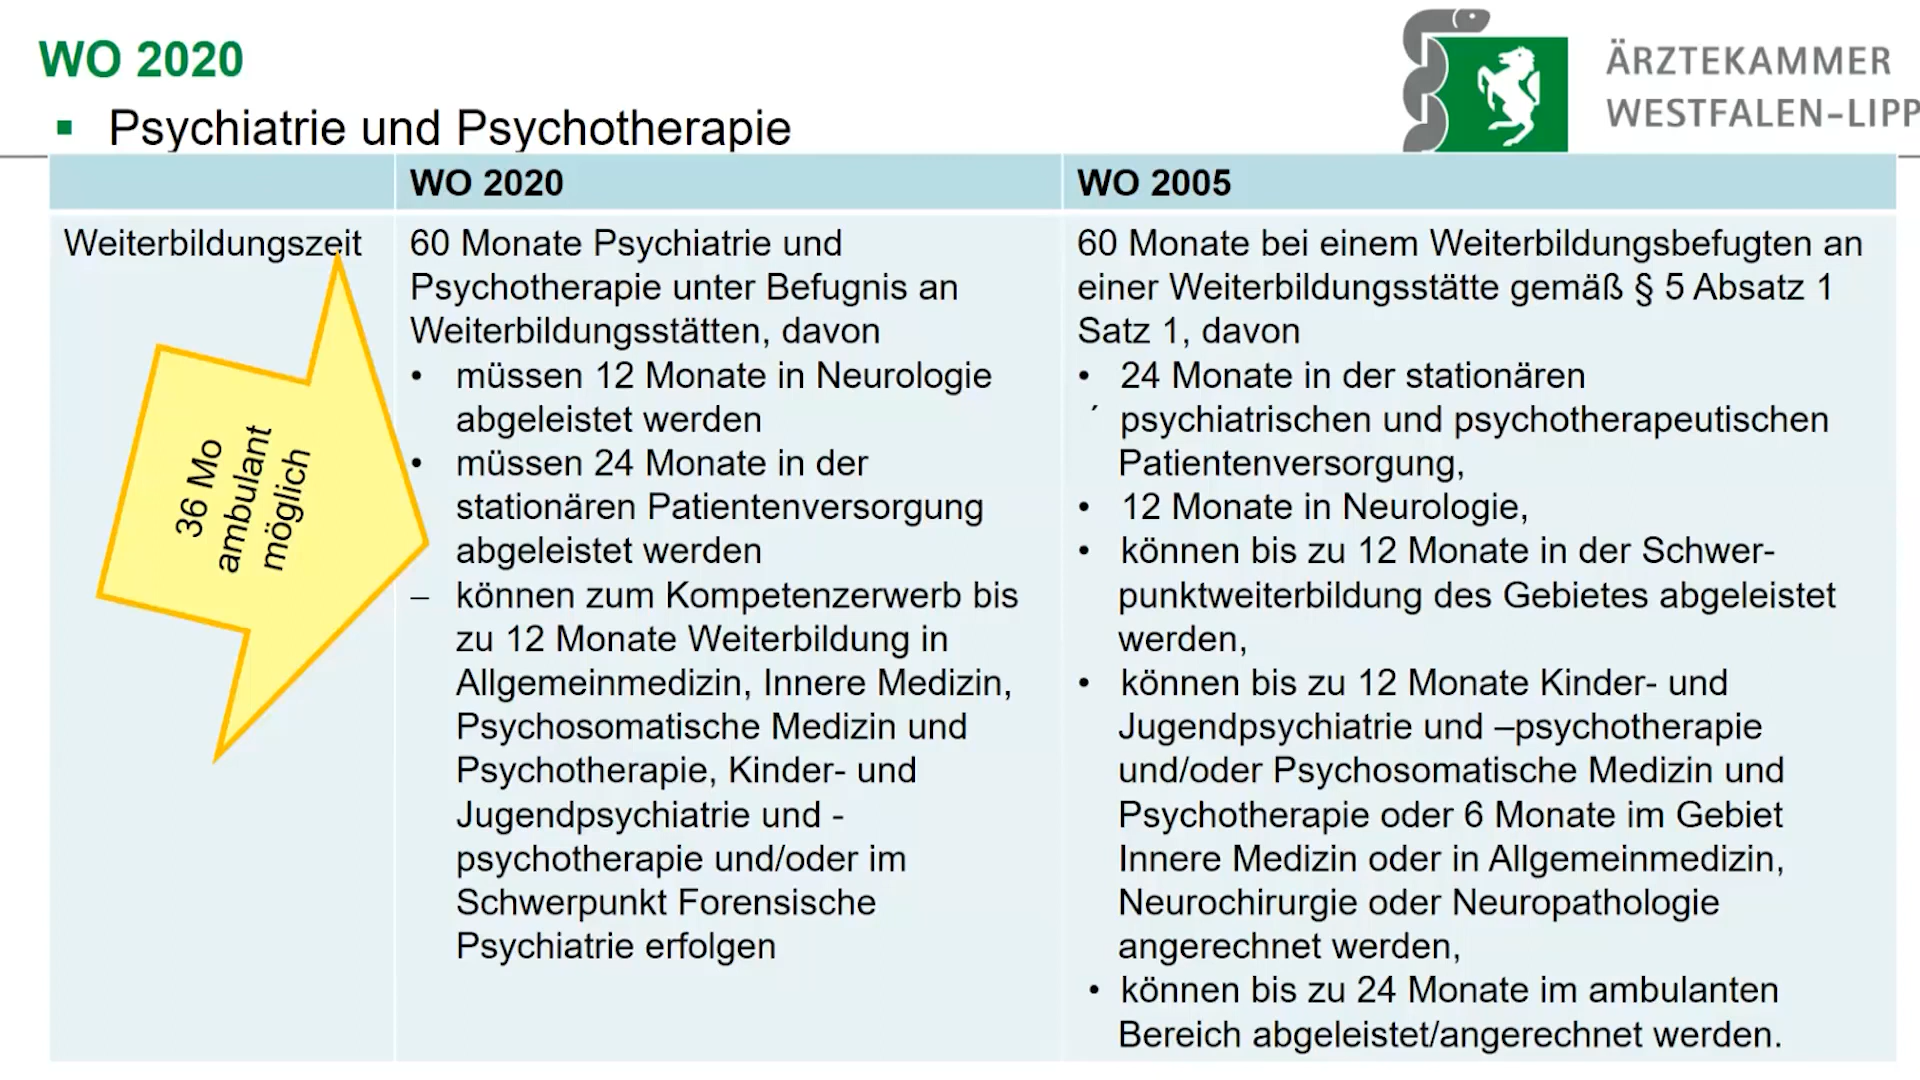 WO 2020
▪ Psychiatrie und Psychotherapie
ÄRZTEKAMMER
WESTFALEN-LIPP
WO 2020
WO 2005
Weiterbildungszeit
36 Mo
ambulant
möglich
60 Monate Psychiatrie und
Psychotherapie unter Befugnis an
Weiterbildungsstätten, davon
• müssen 12 Monate in Neurologie
abgeleistet werden
• müssen 24 Monate in der
stationären Patientenversorgung
abgeleistet werden
– können zum Kompetenzerwerb bis
zu 12 Monate Weiterbildung in
Allgemeinmedizin, Innere Medizin,
Psychosomatische Medizin und
Psychotherapie, Kinder- und
Jugendpsychiatrie und -
psychotherapie und/oder im
Schwerpunkt Forensische
Psychiatrie erfolgen
60 Monate bei einem Weiterbildungsbefugten an
einer Weiterbildungsstätte gemäß § 5 Absatz 1
Satz 1, davon
• 24 Monate in der stationären
´ psychiatrischen und psychotherapeutischen
Patientenversorgung,
• 12 Monate in Neurologie,
• können bis zu 12 Monate in der Schwer-
punktweiterbildung des Gebietes abgeleistet
werden,
• können bis zu 12 Monate Kinder- und
Jugendpsychiatrie und –psychotherapie
und/oder Psychosomatische Medizin und
Psychotherapie oder 6 Monate im Gebiet
Innere Medizin oder in Allgemeinmedizin,
Neurochirurgie oder Neuropathologie
angerechnet werden,
• können bis zu 24 Monate im ambulanten
Bereich abgeleistet/angerechnet werden.